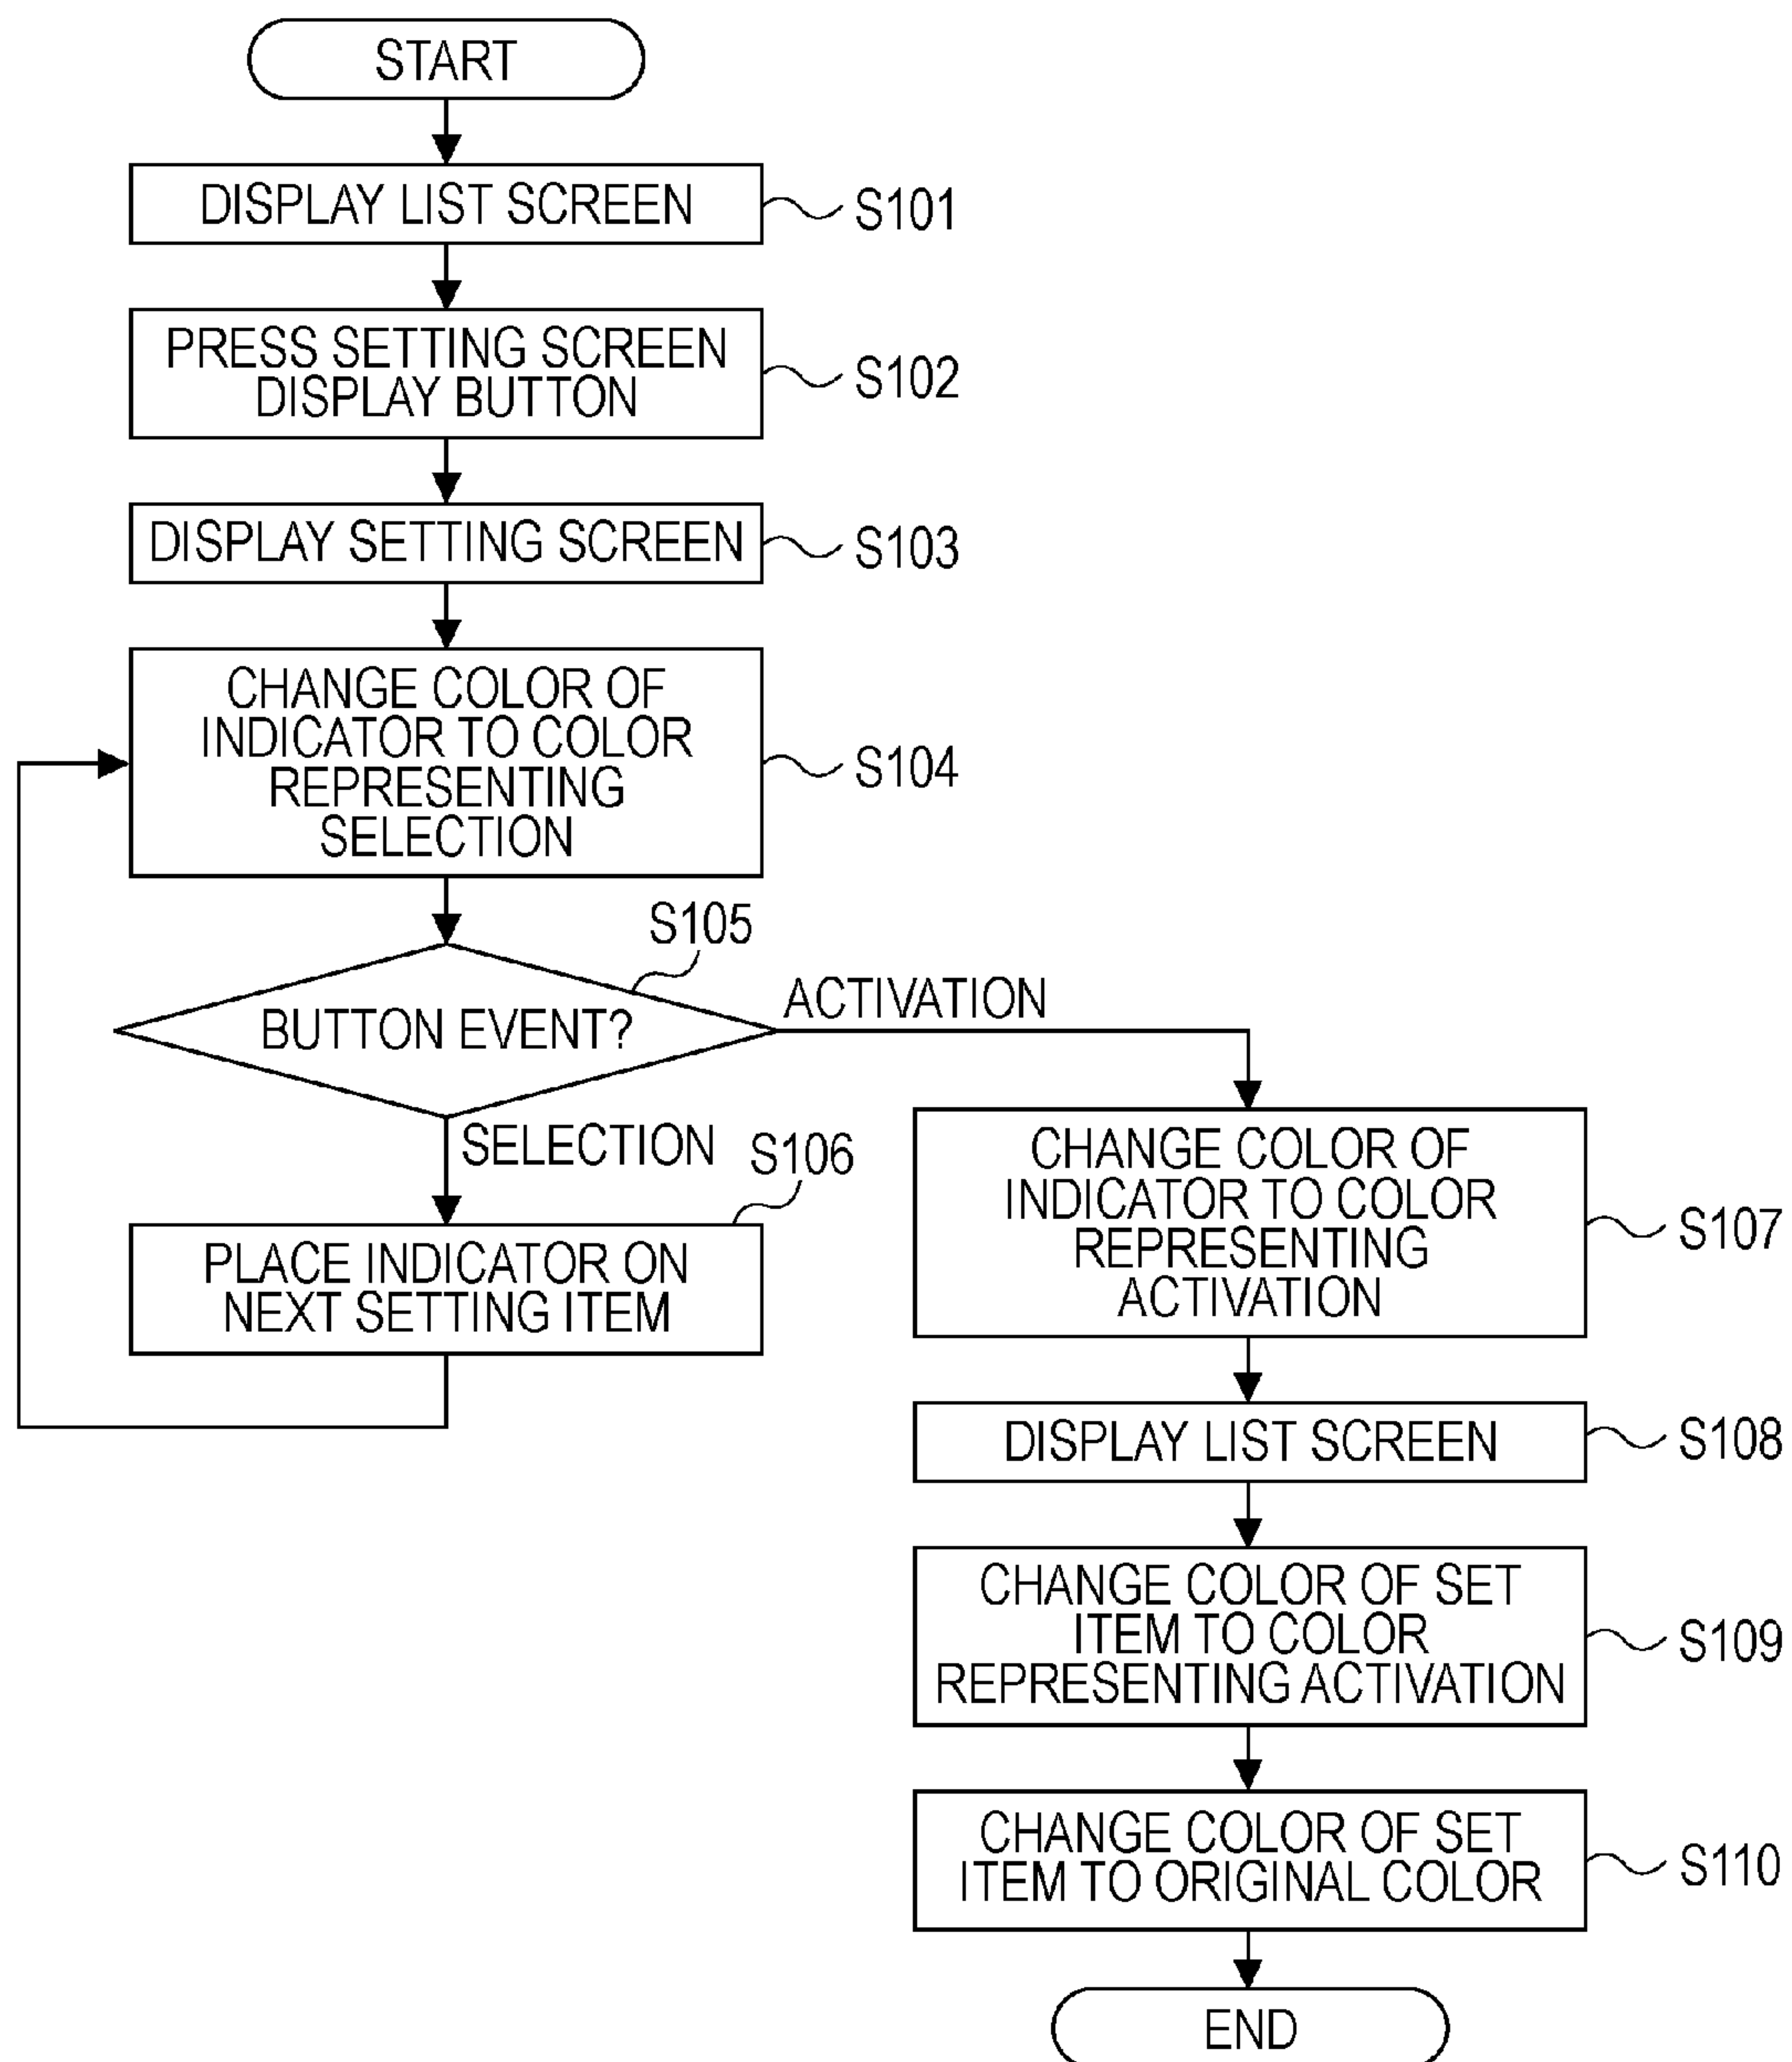 START
DISPLAY LIST SCREEN
S101
PRESS SETTING SCREEN
DISPLAY BUTTON
S102
DISPLAY SETTING SCREEN
S103
CHANGE COLOR OF
INDICATOR TO COLOR
REPRESENTING
SELECTION
S104
S105
BUTTON EVENT?
ACTIVATION
SELECTION
S106
PLACE INDICATOR ON
NEXT SETTING ITEM
CHANGE COLOR OF
INDICATOR TO COLOR
REPRESENTING
ACTIVATION
S107
DISPLAY LIST SCREEN
S108
CHANGE COLOR OF SET
ITEM TO COLOR
REPRESENTING ACTIVATION
S109
CHANGE COLOR OF SET
ITEM TO ORIGINAL COLOR
S110
END